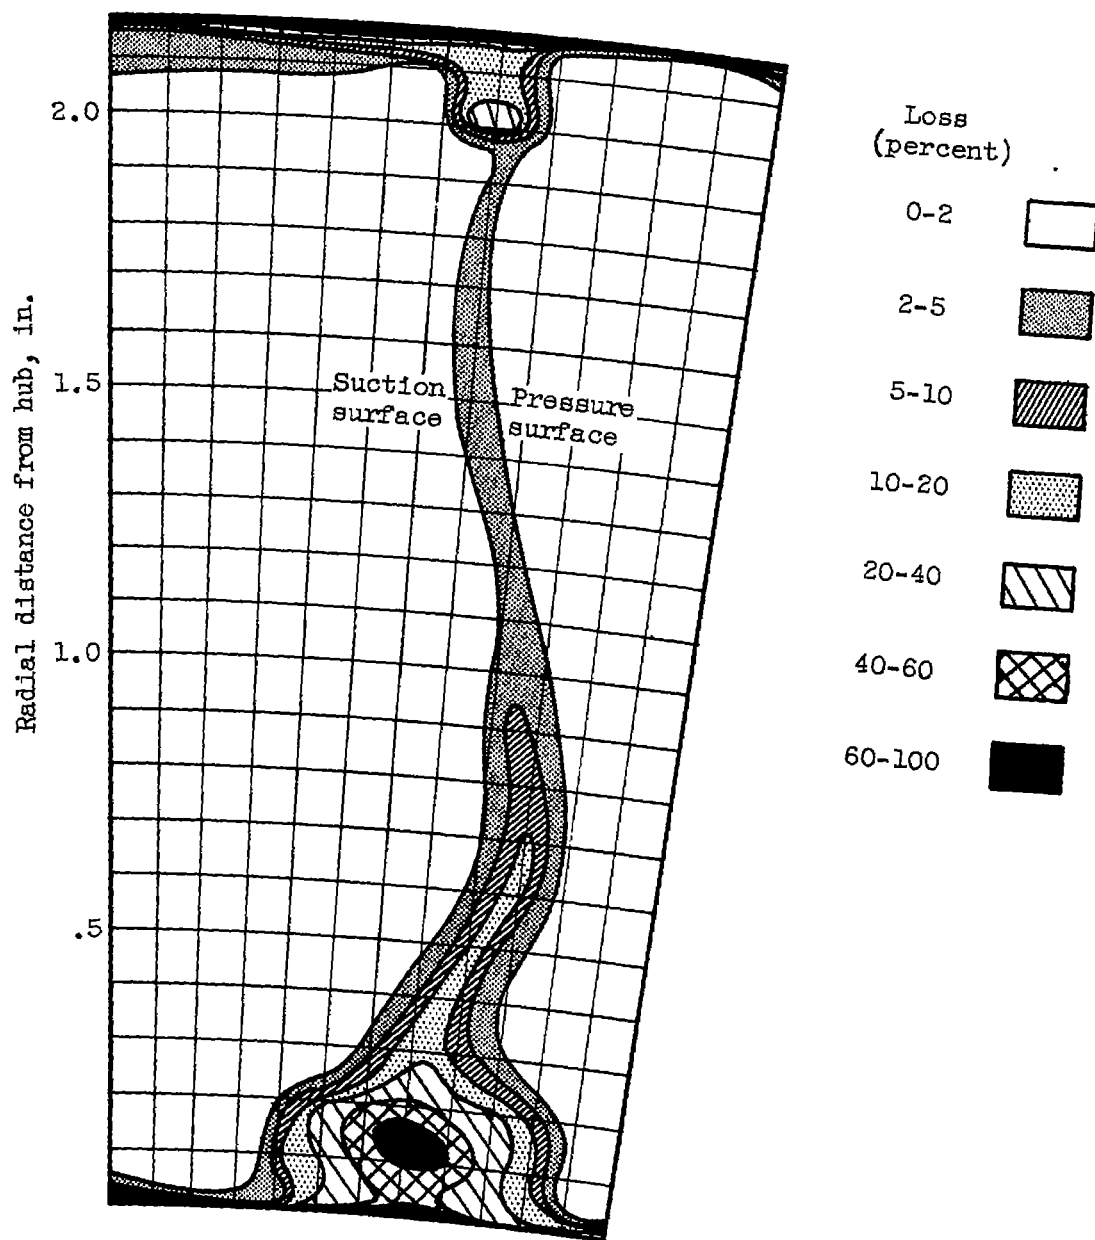 Loss
(percent)
0-2
2-5
5-10
10-20
20-40
40-60
60-100
Radial distance from hub, in.
2.0
1.5
1.0
.5
Suction
surface
Pressure
surface